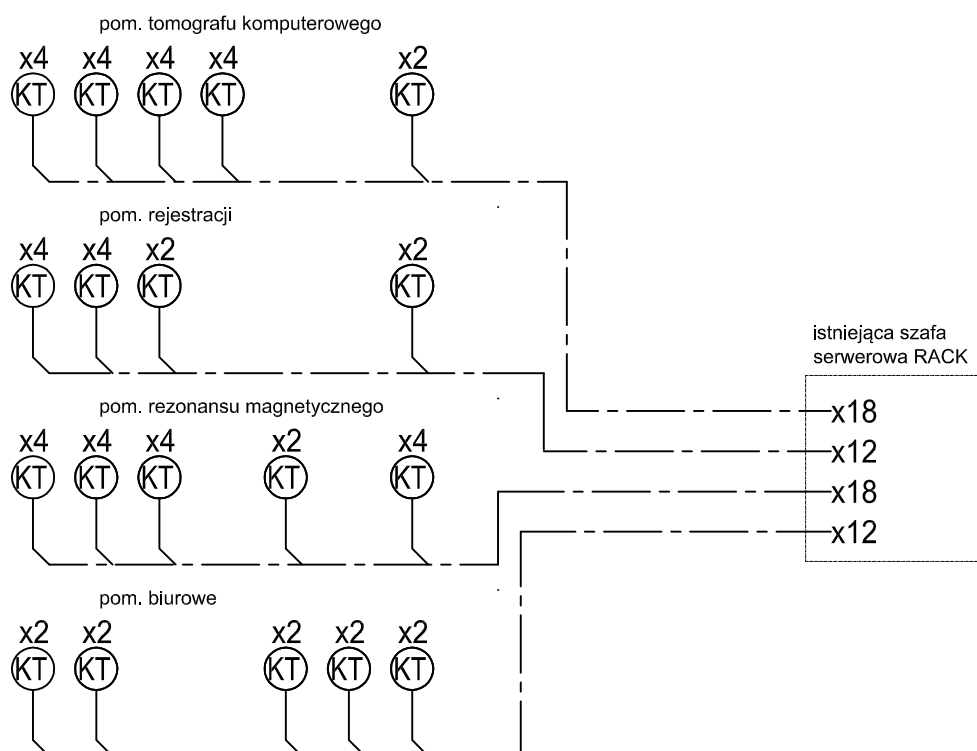 pom. tomografu komputerowego
x4 x4 x4 x4 x2
KT KT KT KT KT
pom. rejestracji
x4 x4 x2 x2
KT KT KT KT
istniejąca szafa
serwerowa RACK
pom. rezonansu magnetycznego
x18
x12
x18
x12
x4 x4 x4 x2 x4
KT KT KT KT KT
pom. biurowe
x2 x2 x2 x2 x2
KT KT KT KT KT